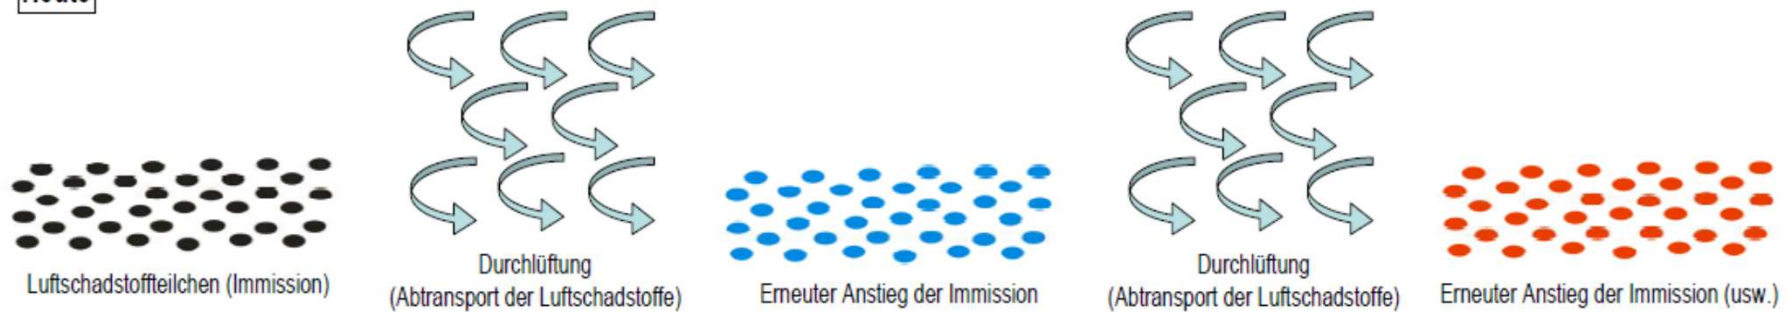 Heute
Luftschadstoffteilchen (Immission)
Durchlüftung
(Abtransport der Luftschadstoffe)
Erneuter Anstieg der Immission
Durchlüftung
(Abtransport der Luftschadstoffe)
Erneuter Anstieg der Immission (usw.)